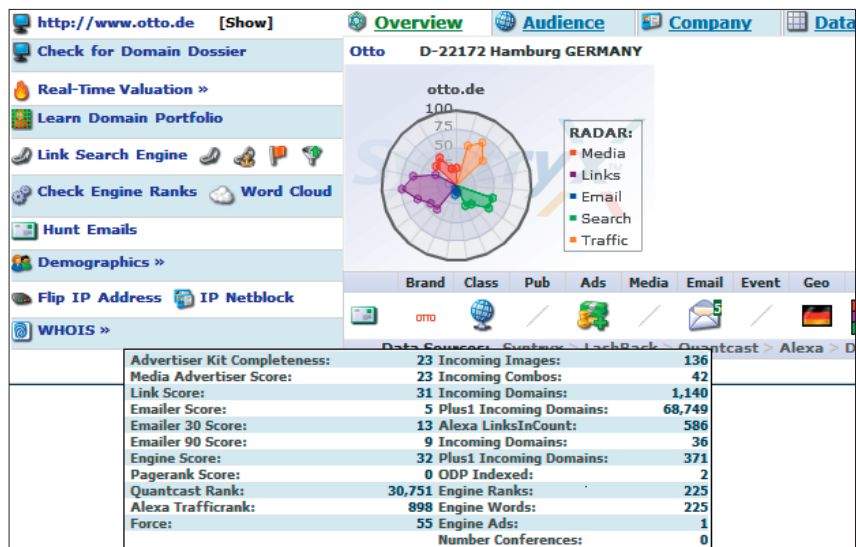 http://www.otto.de [Show]
Check for Domain Dossier
Real-Time Valuation »
Learn Domain Portfolio
Link Search Engine
Check Engine Ranks Word Cloud
Hunt Emails
Demographics »
Flip IP Address IP Netblock
WHOIS »
Overview Audience Company Data
Otto D-22172 Hamburg GERMANY
otto.de
100
75
50
RADAR:
Media
Links
Email
Search
Traffic
Brand Class Pub Ads Media Email Event Geo
OTTO 5
Data Sources: Syntryx > LashBack > Quantcast > Alexa > D
Advertiser Kit Completeness: 23 Incoming Images: 136
Media Advertiser Score: 23 Incoming Combos: 42
Link Score: 31 Incoming Domains: 1,140
Emailer Score: 5 Plus1 Incoming Domains: 68,749
Emailer 30 Score: 13 Alexa LinksInCount: 586
Emailer 90 Score: 9 Incoming Domains: 36
Engine Score: 32 Plus1 Incoming Domains: 371
Pagerank Score: 0 ODP Indexed: 2
Quantcast Rank: 30,751 Engine Ranks: 225
Alexa Trafficrank: 898 Engine Words: 225
Force: 55 Engine Ads: 1
Number Conferences: 0